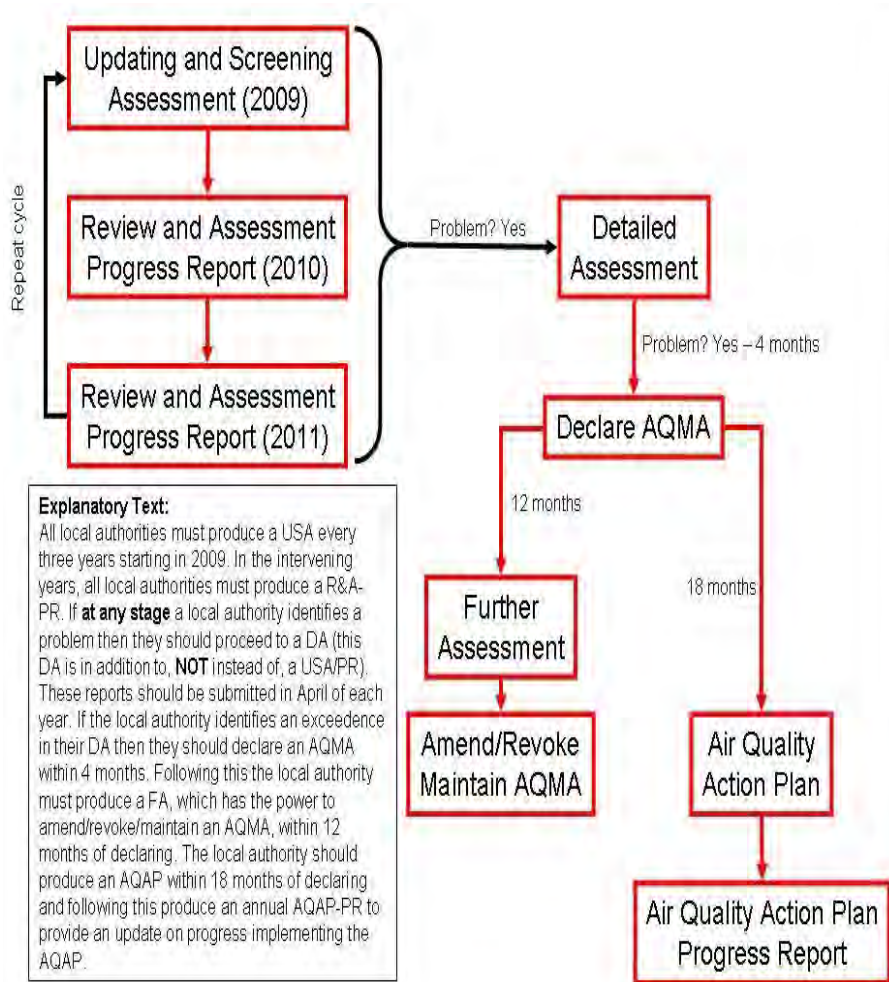 Updating and Screening
Assessment (2009)
Repeat cycle
Review and Assessment
Progress Report (2010)
Review and Assessment
Progress Report (2011)
Problem? Yes
Detailed
Assessment
Problem? Yes – 4 months
Declare AQMA
12 months
18 months
Further
Assessment
Amend/Revoke
Maintain AQMA
Air Quality
Action Plan
Air Quality Action Plan
Progress Report
Explanatory Text:
All local authorities must produce a USA every
three years starting in 2009. In the intervening
years, all local authorities must produce a R&A-
PR. If at any stage a local authority identifies a
problem then they should proceed to a DA (this
DA is in addition to, NOT instead of, a USA/PR).
These reports should be submitted in April of each
year. If the local authority identifies an exceedence
in their DA then they should declare an AQMA
within 4 months. Following this the local authority
must produce a FA, which has the power to
amend/revoke/maintain an AQMA, within 12
months of declaring. The local authority should
produce an AQAP within 18 months of declaring
and following this produce an annual AQAP-PR to
provide an update on progress implementing the
AQAP.